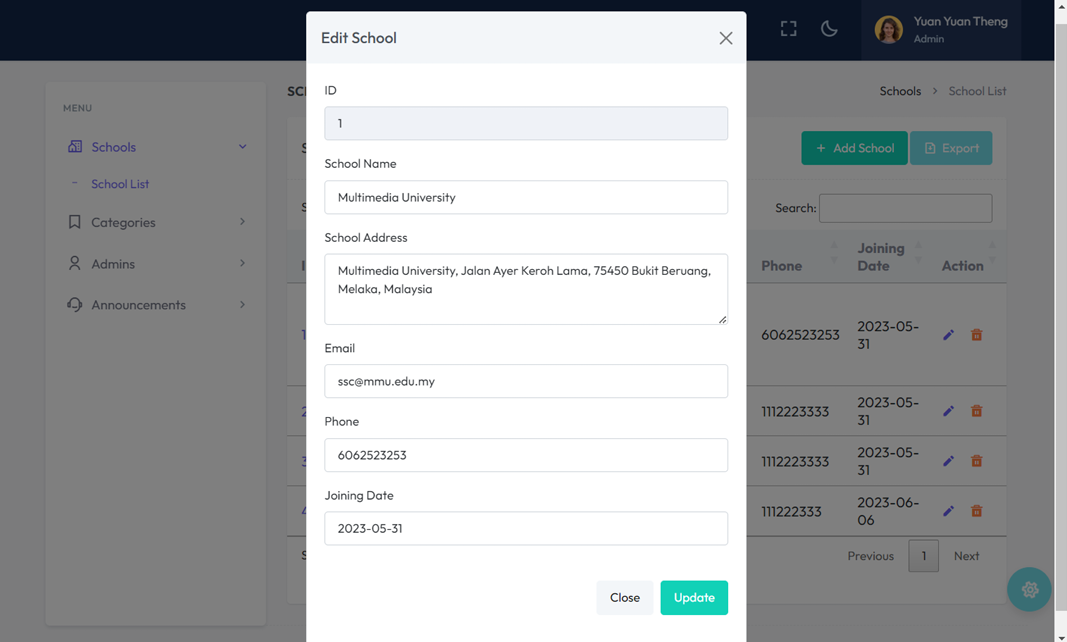 Edit School
Yuan Yuan Theng
Admin
MENU
Schools
School List
Categories
Admins
Announcements
Schools > School List
+ Add School
Export
Search:
Phone
Joining
Date
Action
1
6062523253
2023-05-
31
2
1112223333
2023-05-
31
3
1112223333
2023-05-
31
111222333
2023-06-
06
Previous
1
Next
ID
1
School Name
Multimedia University
School Address
Multimedia University, Jalan Ayer Keroh Lama, 75450 Bukit Beruang,
Melaka, Malaysia
Email
ssc@mmu.edu.my
Phone
6062523253
Joining Date
2023-05-31
Close
Update